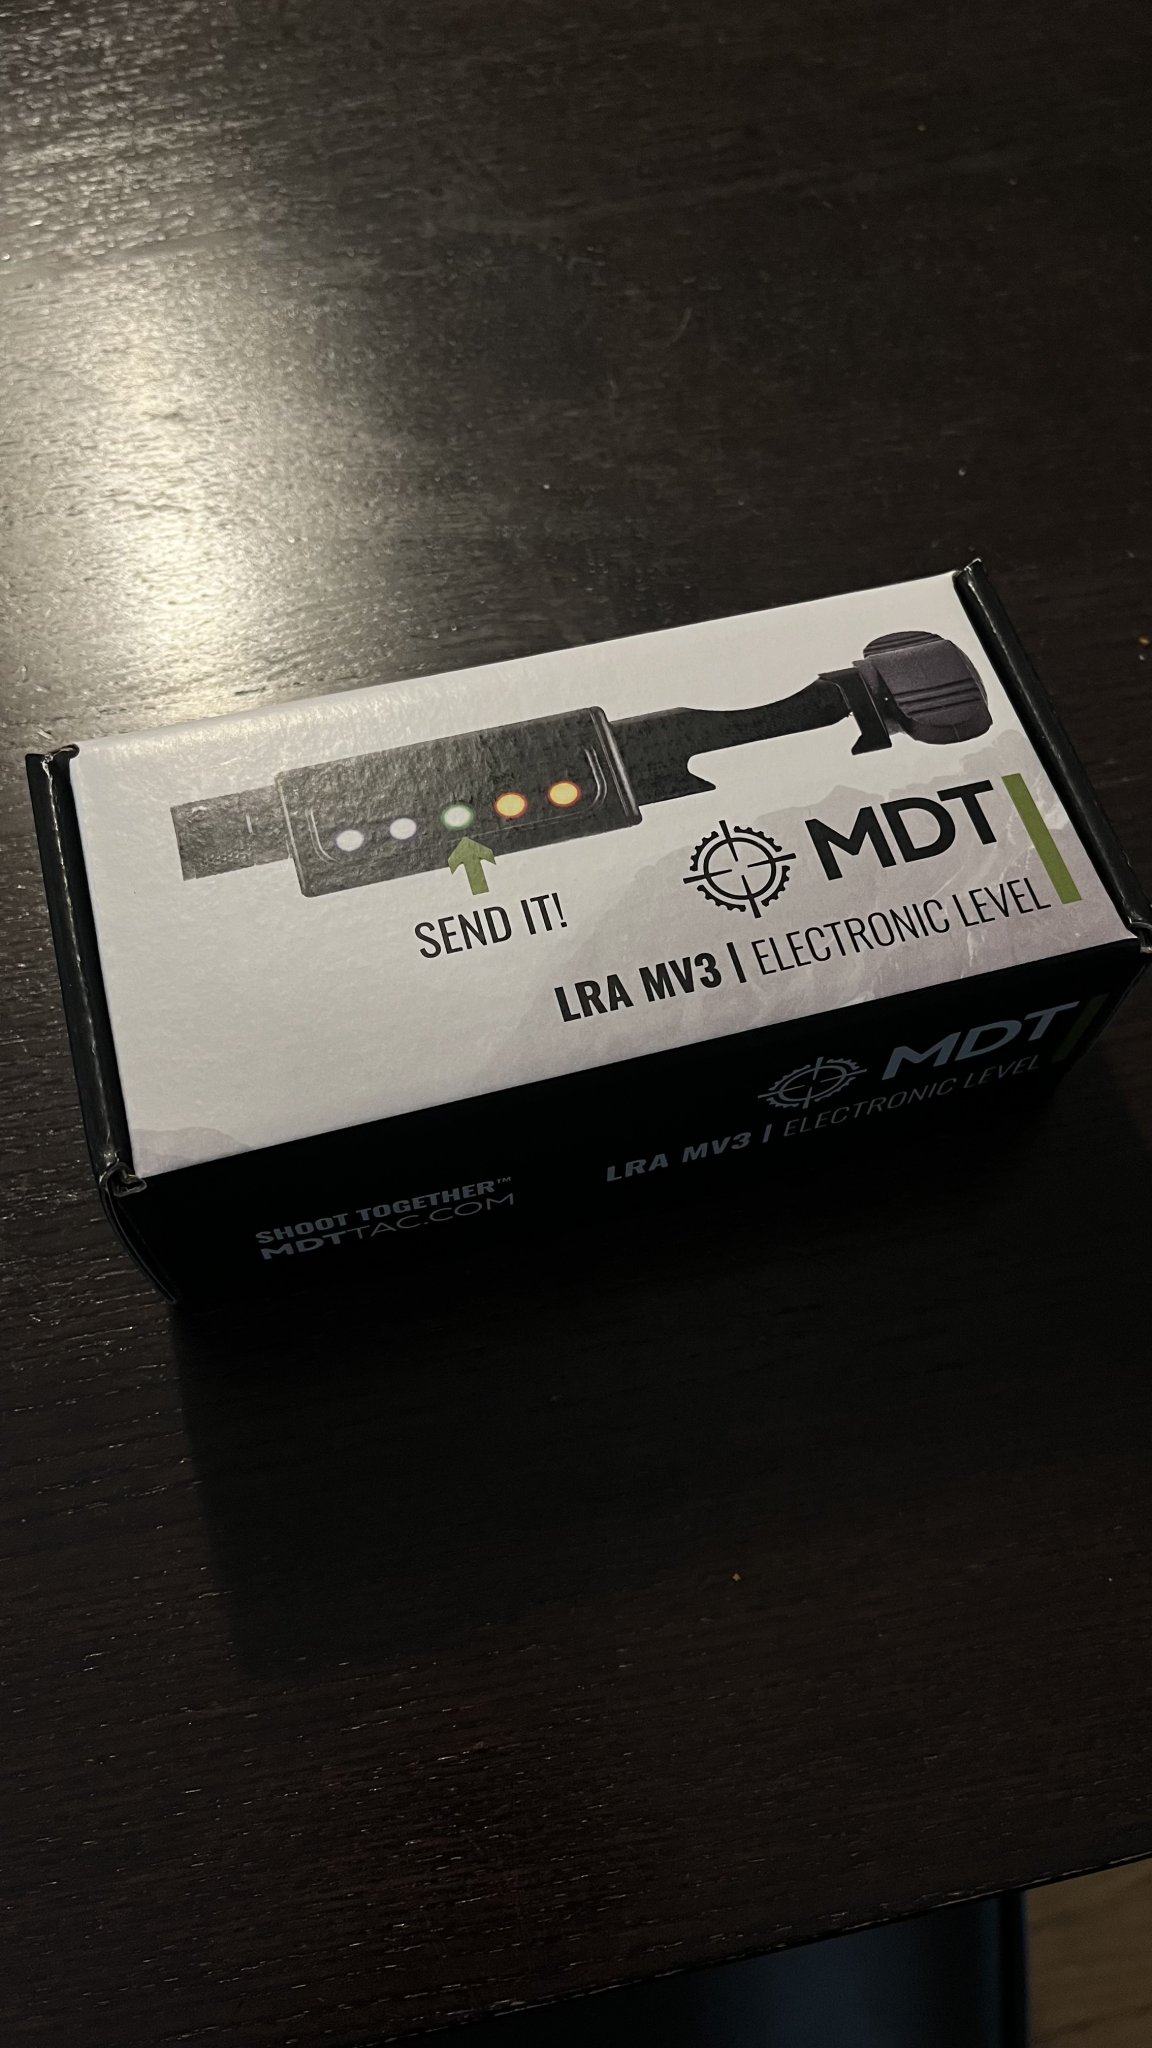 SEND IT!
MDT
LRA MV3 | ELECTRONIC LEVEL
MDT
LRA MV3 | ELECTRONIC LEVEL
SHOOT TOGETHER™
MDTTAC.COM